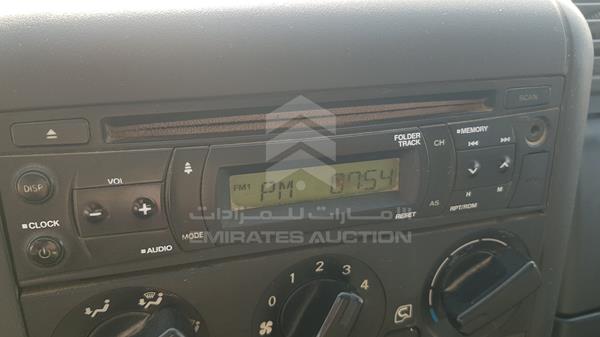 SCAN
FOLDER
TRACK
CH
MEMORY
DISP
VOL
FM1
PM 07:54
CLOCK
MODE
AUDIO
RESET
AS
H
M
RPT/RDM
الإمارات للمزادات
EMIRATES AUCTION
0 1 2 3 4